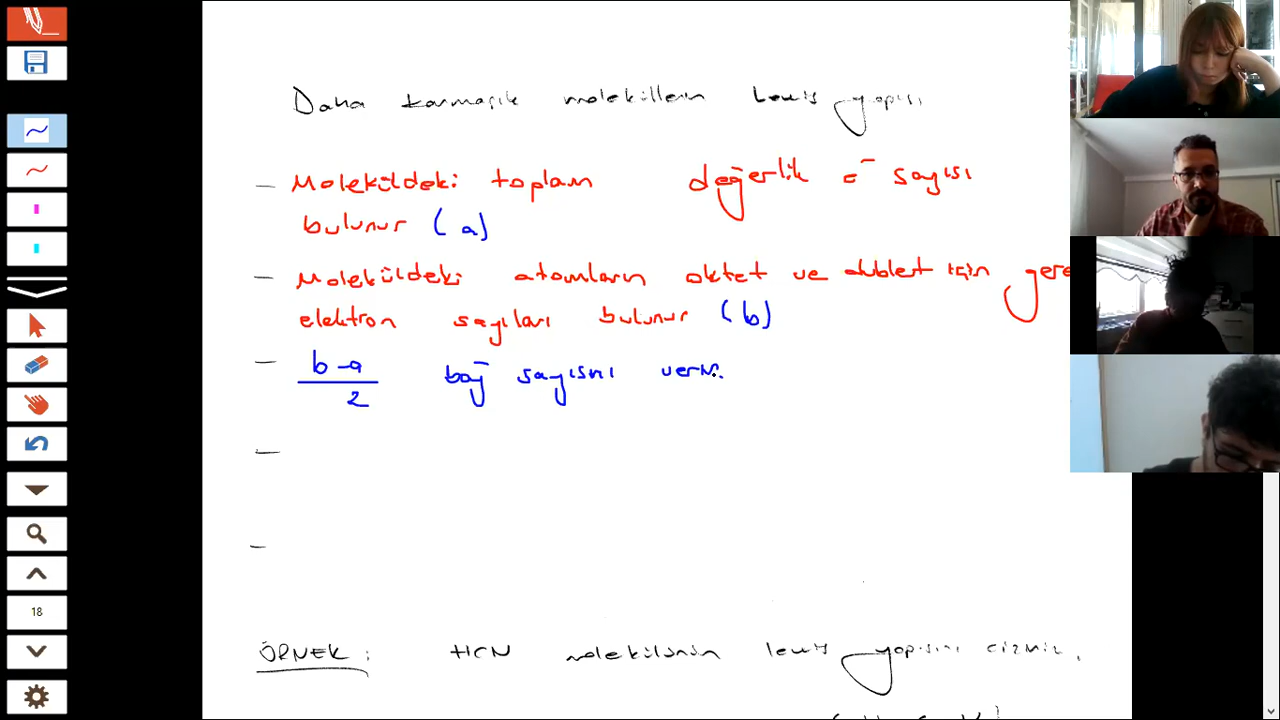 Daha karmaşık moleküllerin Lewis yapısı
— Moleküldeki toplam değerlik e⁻ sayısı
bulunur (a)
— Moleküldeki atomların oktet ve dublet için gere
elektron sayıları bulunur (b)
— b-a
2
bağ sayısını verir.
—
—
ÖRNEK : HCN molekülünün lewis yapısını çiziniz.
18